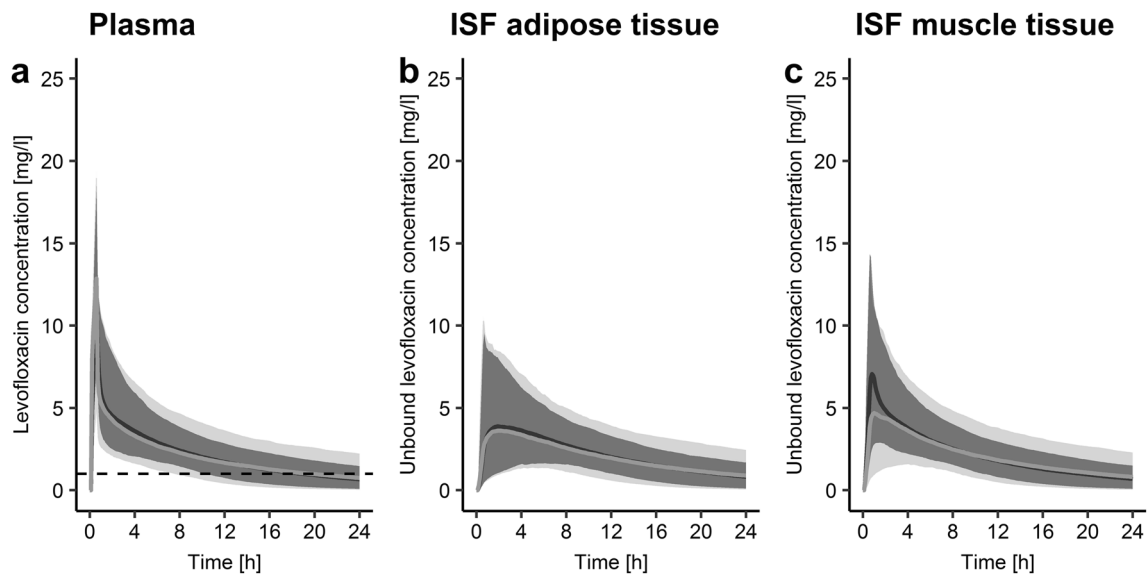 Plasma
ISF adipose tissue
ISF muscle tissue
a
Levofloxacin concentration [mg/l]
25
20
15
10
5
0
0 4 8 12 16 20 24
Time [h]
b
Unbound levofloxacin concentration [mg/l]
25
20
15
10
5
0
0 4 8 12 16 20 24
Time [h]
c
Unbound levofloxacin concentration [mg/l]
25
20
15
10
5
0
0 4 8 12 16 20 24
Time [h]